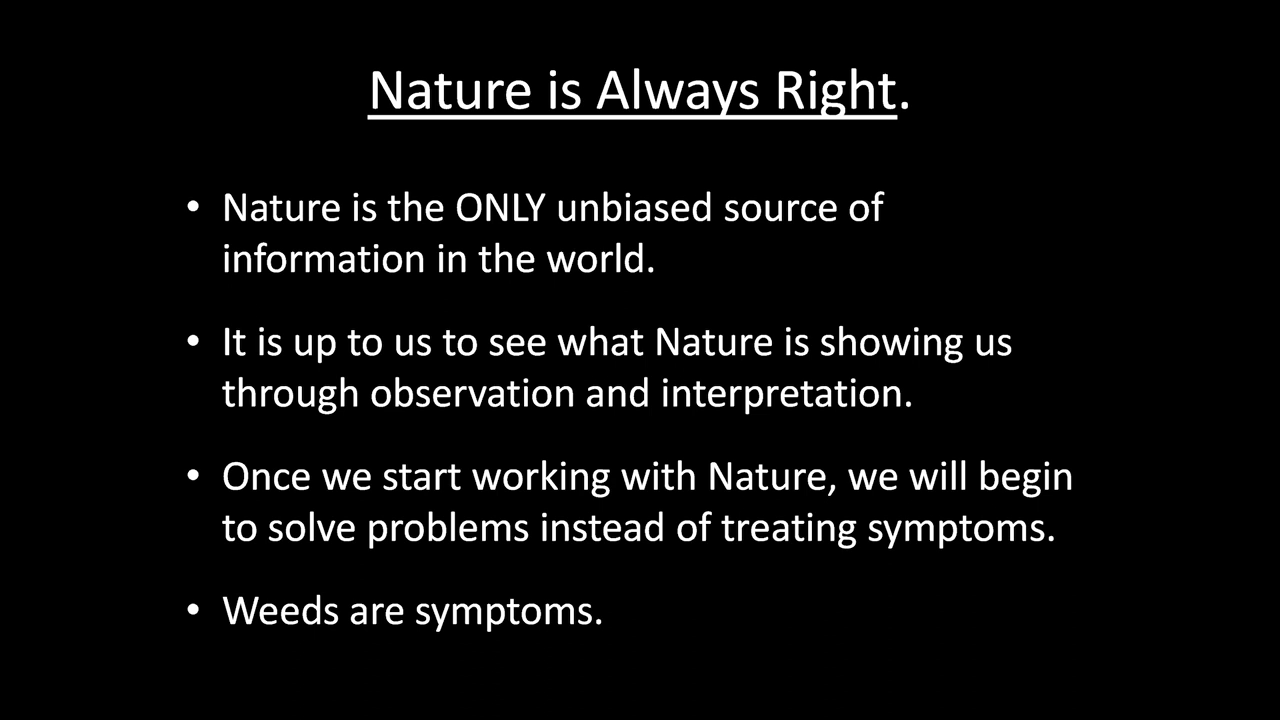 Nature is Always Right.
• Nature is the ONLY unbiased source of
information in the world.
• It is up to us to see what Nature is showing us
through observation and interpretation.
• Once we start working with Nature, we will begin
to solve problems instead of treating symptoms.
• Weeds are symptoms.